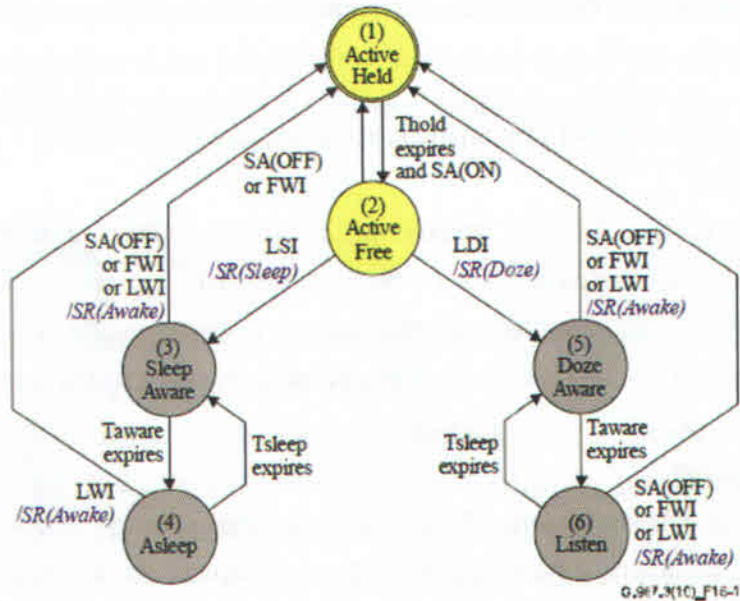 (1)
Active
Held
Thold
expires
and SA(ON)
SA(OFF)
or FWI
(2)
Active
Free
LSI
/SR(Sleep)
LDI
/SR(Doze)
SA(OFF)
or FWI
or LWI
/SR(Awake)
SA(OFF)
or FWI
or LWI
/SR(Awake)
(3)
Sleep
Aware
(5)
Doze
Aware
Taware
expires
Tsleep
expires
Tsleep
expires
Taware
expires
LWI
/SR(Awake)
(4)
Asleep
(6)
Listen
SA(OFF)
or FWI
or LWI
/SR(Awake)